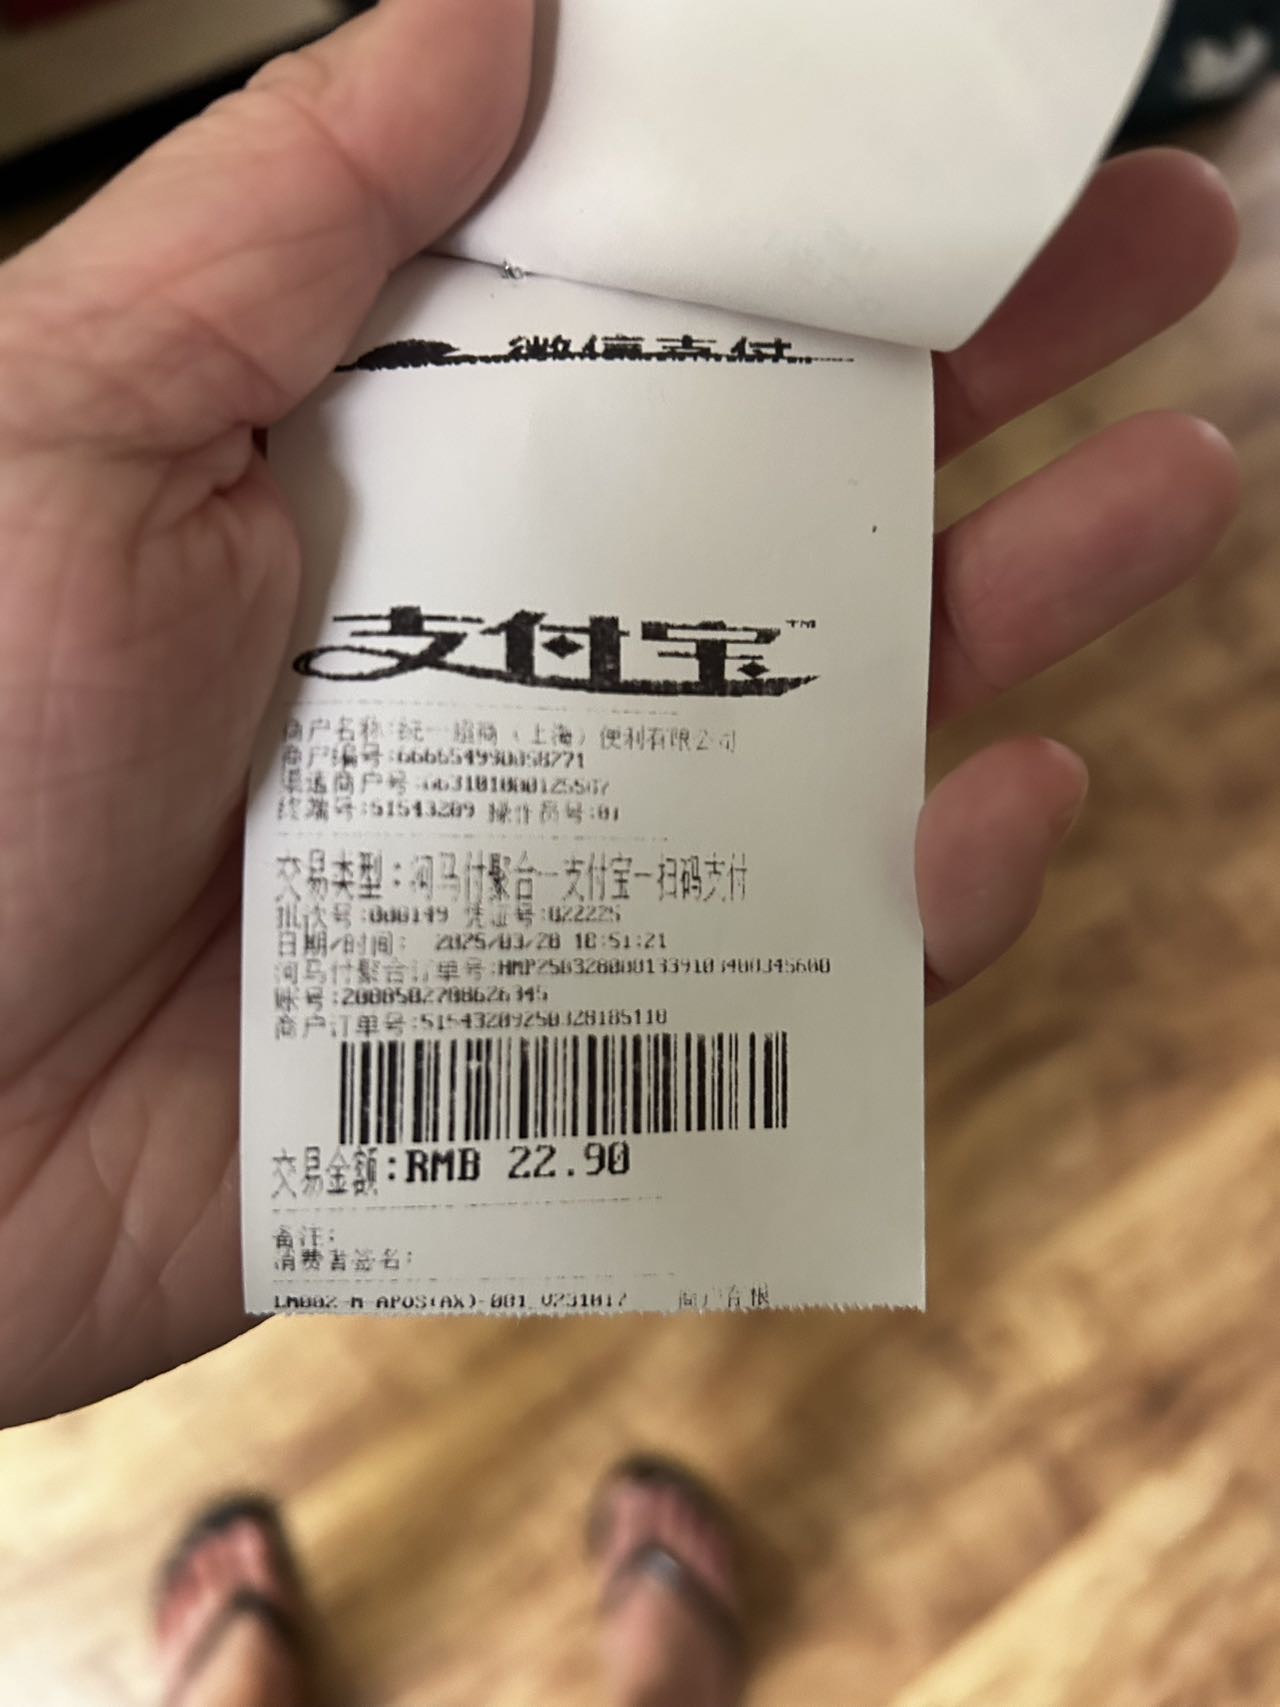 微信支付
支付宝™
商户名称:统一超商（上海）便利有限公司
商户编号:666654990058271
渠道商户号:663101000125567
终端号:51543209 操作员号:01
交易类型：河马付聚合-支付宝-扫码支付
批次号:000149 凭证号:022225
日期/时间: 2025/03/28 18:51:21
河马付聚合订单号:HMP2503280001339103400345600
账号:2088502708626345
商户订单号:51543209250328185118
交易金额:RMB 22.90
备注:
消费者签名:
LM002-M-APOS(AX)-001_V231017 商户存根